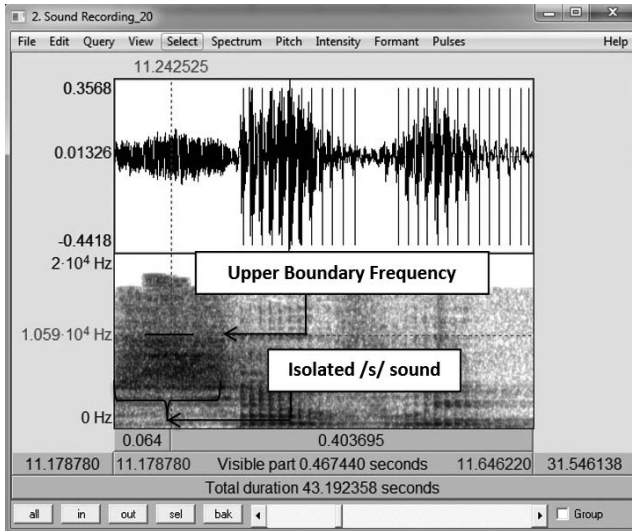 2. Sound Recording_20
File Edit Query View Select Spectrum Pitch Intensity Formant Pulses Help
11.242525
0.3568
0.01326
-0.4418
2·10⁴ Hz
Upper Boundary Frequency
1.059·10⁴ Hz
Isolated /s/ sound
0 Hz
0.064 0.403695
11.178780 11.178780 Visible part 0.467440 seconds 11.646220 31.546138
Total duration 43.192358 seconds
all in out sel bak Group